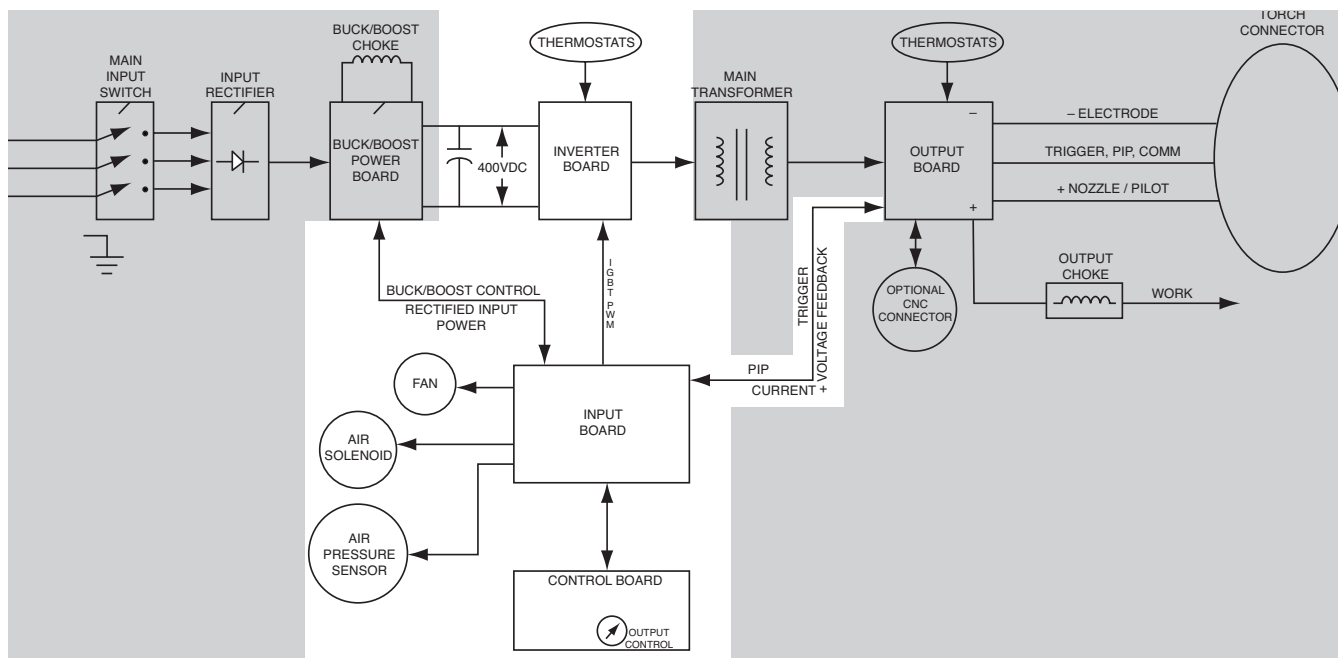 MAIN
INPUT
SWITCH
INPUT
RECTIFIER
BUCK/BOOST
CHOKE
BUCK/BOOST
POWER
BOARD
400VDC
THERMOSTATS
INVERTER
BOARD
MAIN
TRANSFORMER
THERMOSTATS
OUTPUT
BOARD
–
+
TORCH
CONNECTOR
– ELECTRODE
TRIGGER, PIP, COMM
+ NOZZLE / PILOT
OPTIONAL
CNC
CONNECTOR
OUTPUT
CHOKE
WORK
BUCK/BOOST CONTROL
RECTIFIED INPUT
POWER
IGBT PWM
TRIGGER
CURRENT + VOLTAGE FEEDBACK
PIP
FAN
INPUT
BOARD
AIR
SOLENOID
AIR
PRESSURE
SENSOR
CONTROL BOARD
OUTPUT
CONTROL